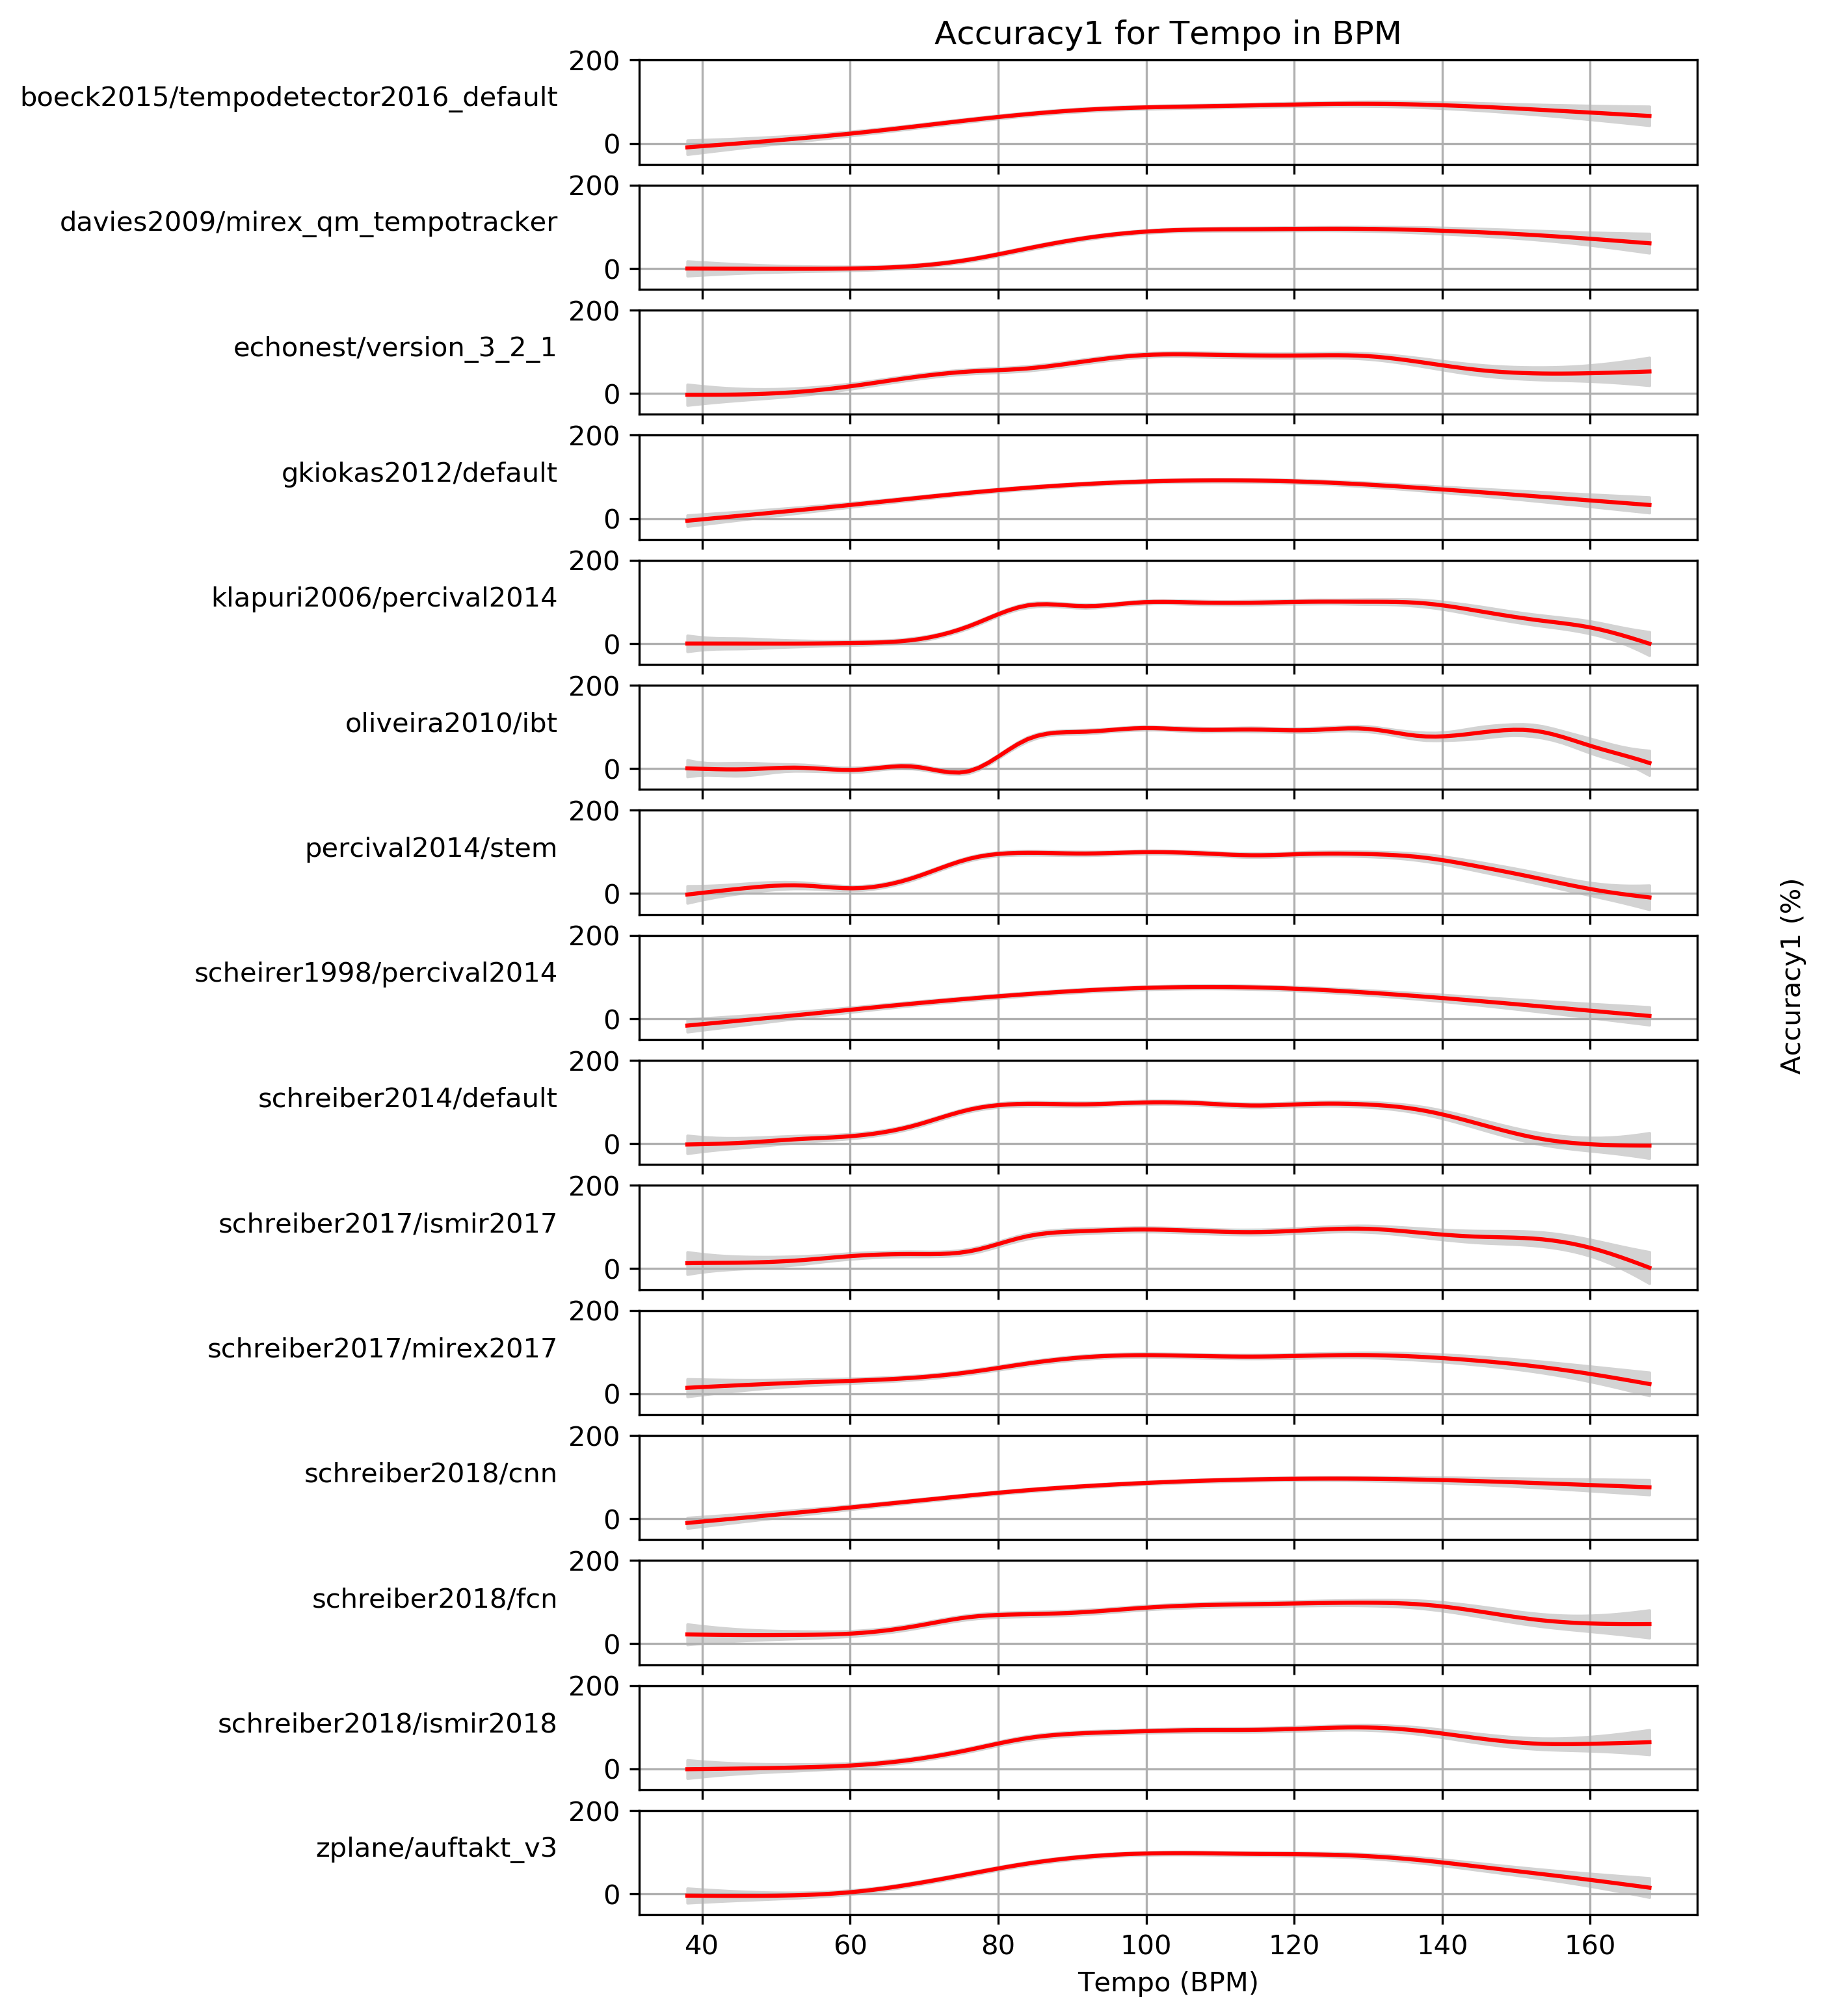 Accuracy1 for Tempo in BPM
200
boeck2015/tempodetector2016_default
0
200
davies2009/mirex_qm_tempotracker
0
200
echonest/version_3_2_1
0
200
gkiokas2012/default
0
200
klapuri2006/percival2014
0
200
oliveira2010/ibt
0
200
percival2014/stem
0
Accuracy1 (%)
200
scheirer1998/percival2014
0
200
schreiber2014/default
0
200
schreiber2017/ismir2017
0
200
schreiber2017/mirex2017
0
200
schreiber2018/cnn
0
200
schreiber2018/fcn
0
200
schreiber2018/ismir2018
0
200
zplane/auftakt_v3
0
40 60 80 100 120 140 160
Tempo (BPM)